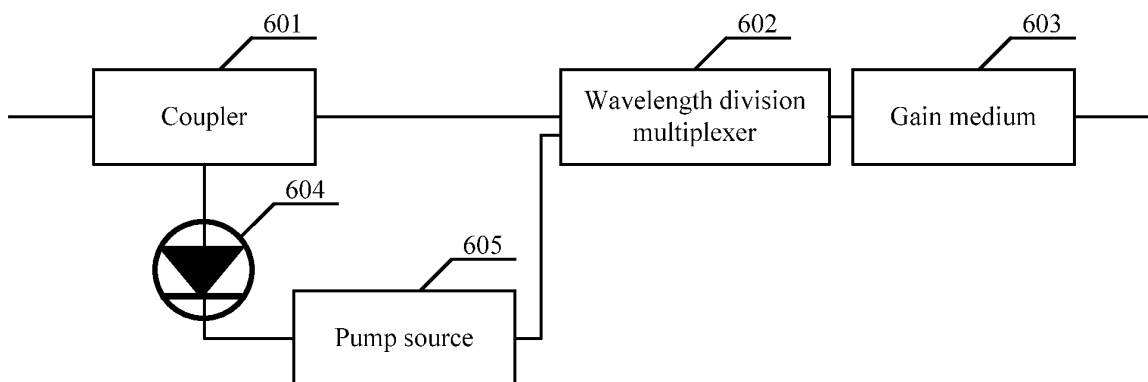 601
602
603
Coupler
Wavelength division
multiplexer
Gain medium
604
605
Pump source